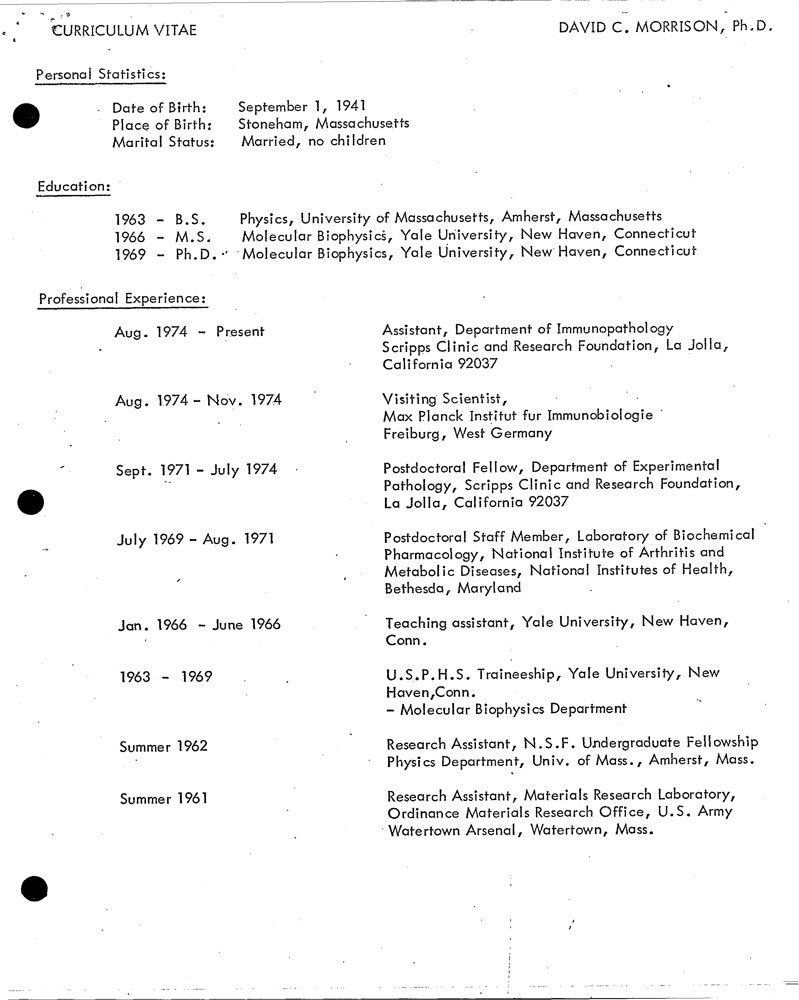 CURRICULUM VITAE DAVID C. MORRISON, Ph.D.
Personal Statistics:
Date of Birth: September 1, 1941
Place of Birth: Stoneham, Massachusetts
Marital Status: Married, no children
Education:
1963 - B.S. Physics, University of Massachusetts, Amherst, Massachusetts
1966 - M.S. Molecular Biophysics, Yale University, New Haven, Connecticut
1969 - Ph.D. Molecular Biophysics, Yale University, New Haven, Connecticut
Professional Experience:
Aug. 1974 - Present Assistant, Department of Immunopathology
Scripps Clinic and Research Foundation, La Jolla,
California 92037
Aug. 1974 - Nov. 1974 Visiting Scientist,
Max Planck Institut fur Immunobiologie
Freiburg, West Germany
Sept. 1971 - July 1974 Postdoctoral Fellow, Department of Experimental
Pathology, Scripps Clinic and Research Foundation,
La Jolla, California 92037
July 1969 - Aug. 1971 Postdoctoral Staff Member, Laboratory of Biochemical
Pharmacology, National Institute of Arthritis and
Metabolic Diseases, National Institutes of Health,
Bethesda, Maryland
Jan. 1966 - June 1966 Teaching assistant, Yale University, New Haven,
Conn.
1963 - 1969 U.S.P.H.S. Traineeship, Yale University, New
Haven,Conn.
- Molecular Biophysics Department
Summer 1962 Research Assistant, N.S.F. Undergraduate Fellowship
Physics Department, Univ. of Mass., Amherst, Mass.
Summer 1961 Research Assistant, Materials Research Laboratory,
Ordinance Materials Research Office, U.S. Army
Watertown Arsenal, Watertown, Mass.